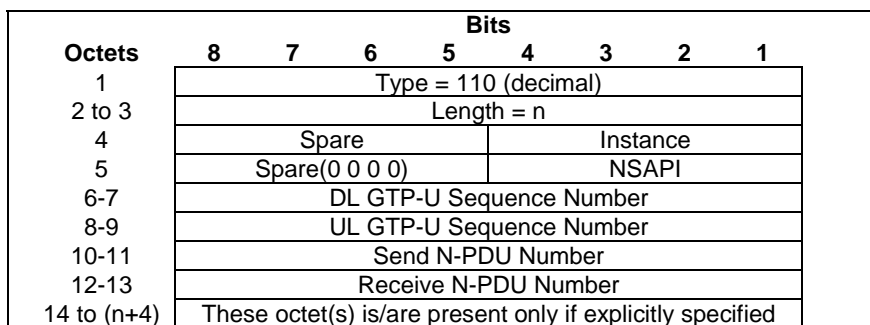 Bits
Octets 8 7 6 5 4 3 2 1
1 Type = 110 (decimal)
2 to 3 Length = n
4 Spare Instance
5 Spare(0 0 0 0) NSAPI
6-7 DL GTP-U Sequence Number
8-9 UL GTP-U Sequence Number
10-11 Send N-PDU Number
12-13 Receive N-PDU Number
14 to (n+4) These octet(s) is/are present only if explicitly specified